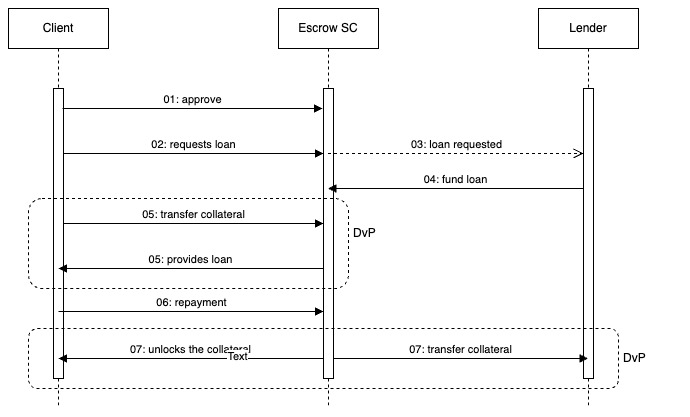 Client
Escrow SC
Lender
01: approve
02: requests loan
03: loan requested
04: fund loan
05: transfer collateral
DvP
05: provides loan
06: repayment
07: unlocks the collateral
Text
07: transfer collateral
DvP